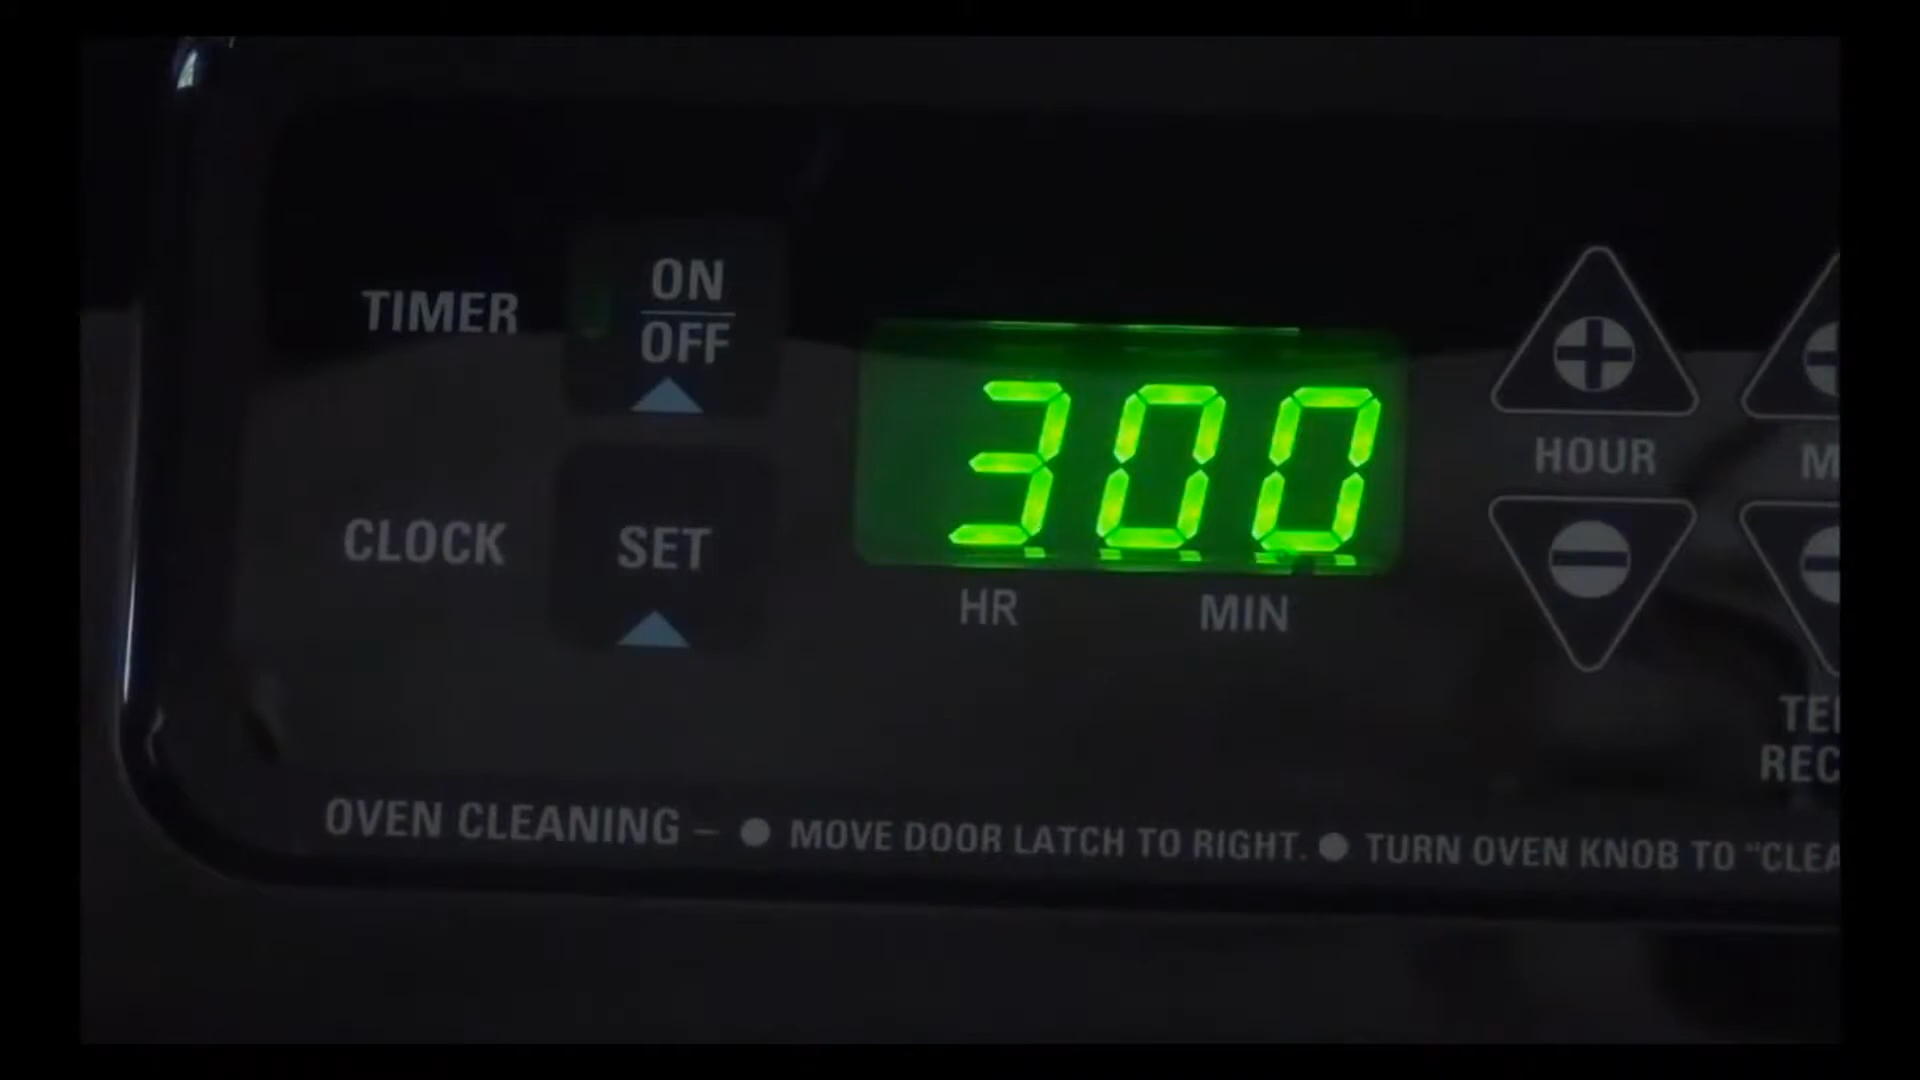 ON
TIMER
OFF
300
HOUR
CLOCK
SET
HR
MIN
OVEN CLEANING – ● MOVE DOOR LATCH TO RIGHT. ● TURN OVEN KNOB TO "CLEA